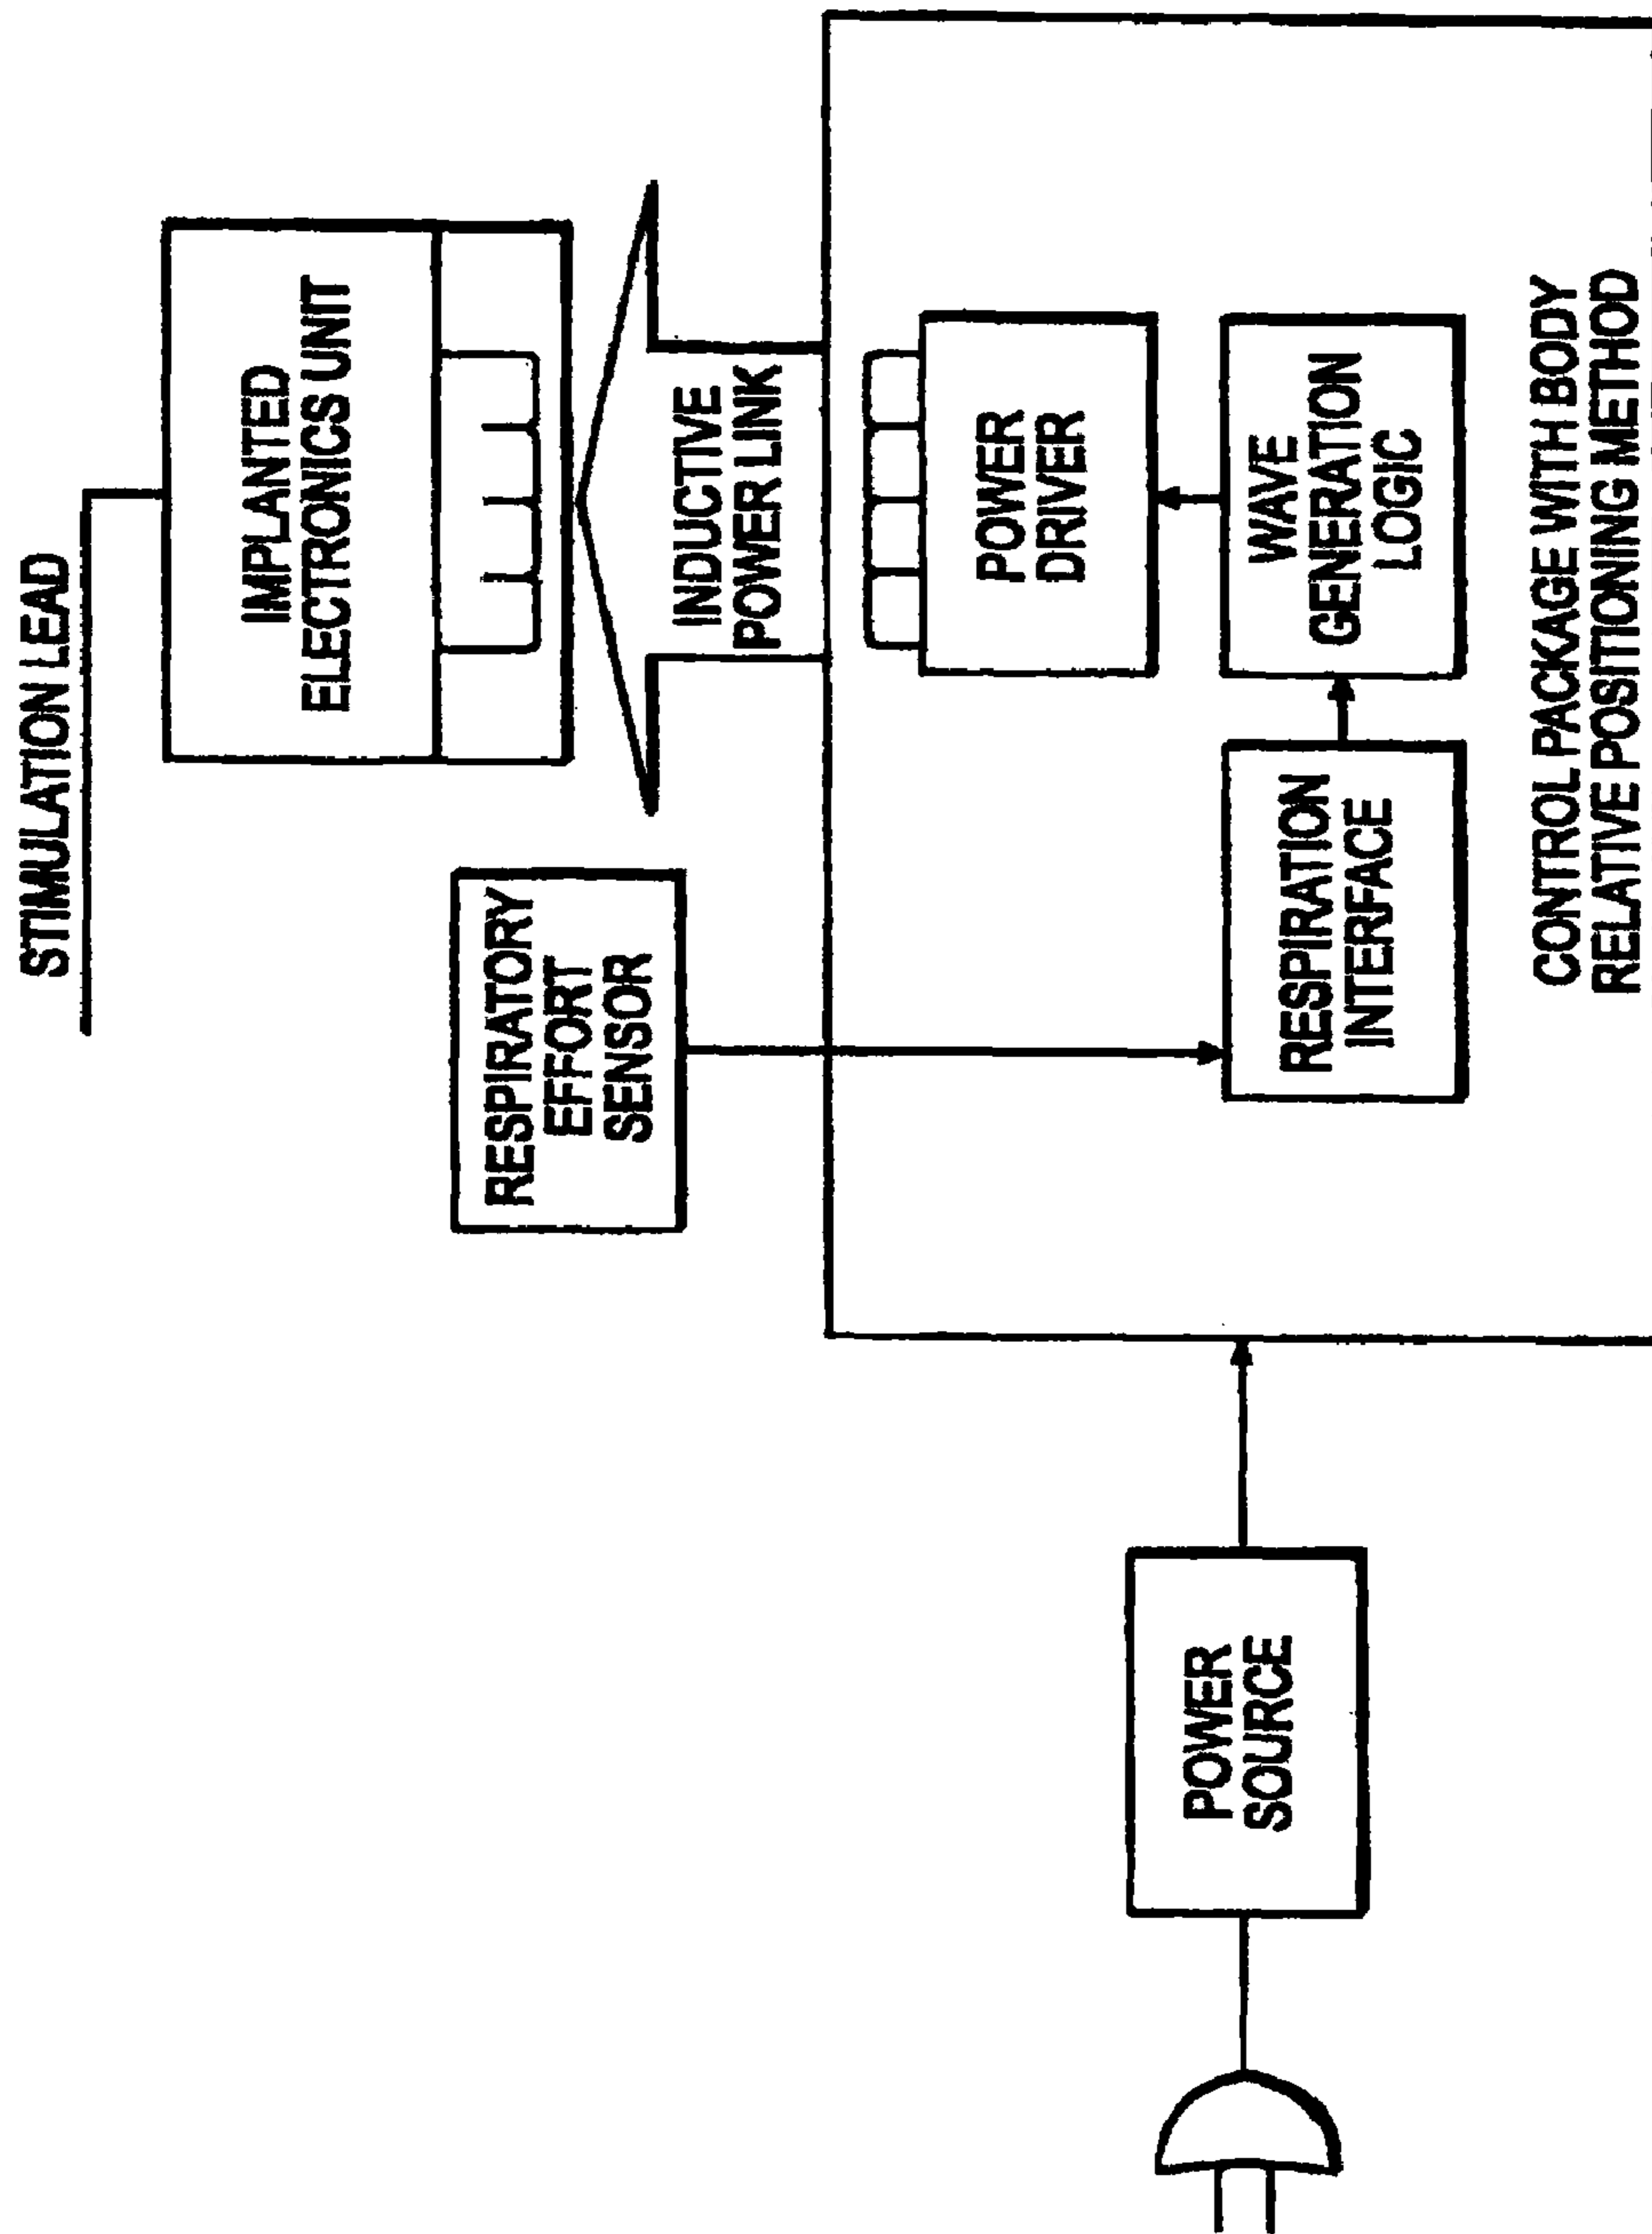 STIMULATION LEAD
IMPLANTED
ELECTRONICS UNIT
RESPIRATORY
EFFORT
SENSOR
INDUCTIVE
POWER LINK
POWER
DRIVER
WAVE
GENERATION
LOGIC
RESPIRATION
INTERFACE
POWER
SOURCE
CONTROL PACKAGE WITH BODY
RELATIVE POSITIONING METHOD